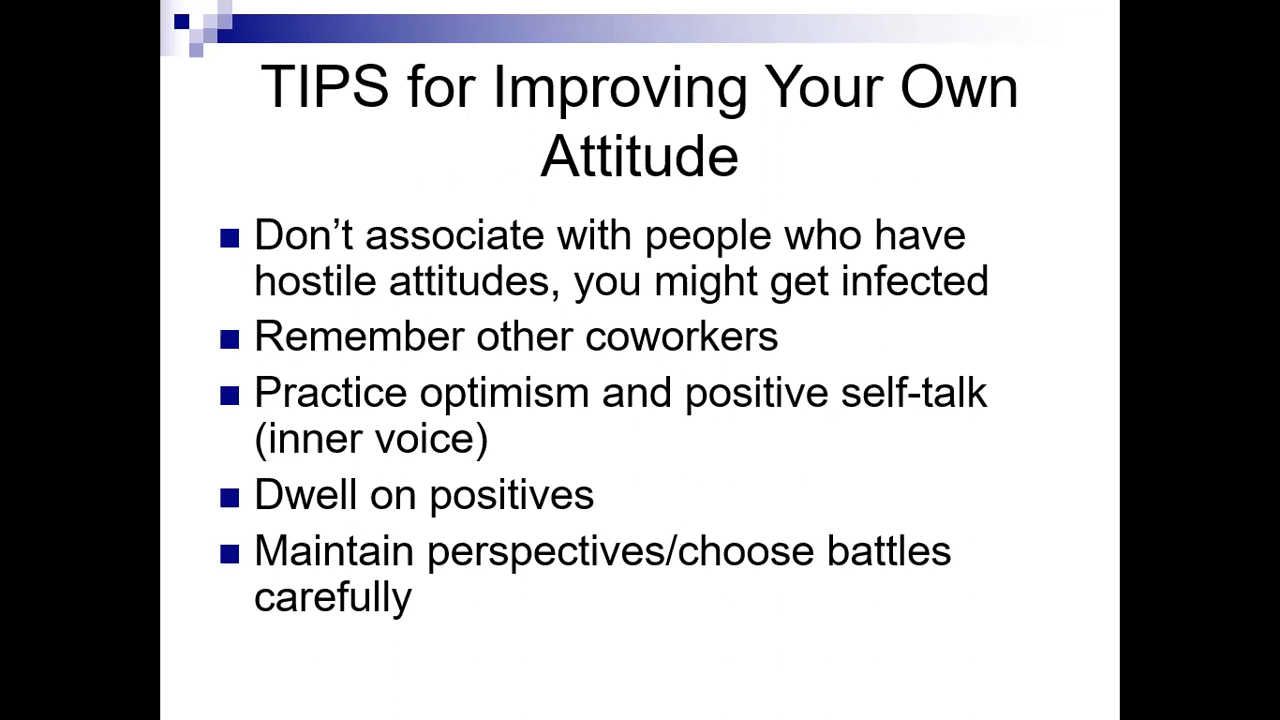 TIPS for Improving Your Own
Attitude
Don’t associate with people who have
hostile attitudes, you might get infected
Remember other coworkers
Practice optimism and positive self-talk
(inner voice)
Dwell on positives
Maintain perspectives/choose battles
carefully